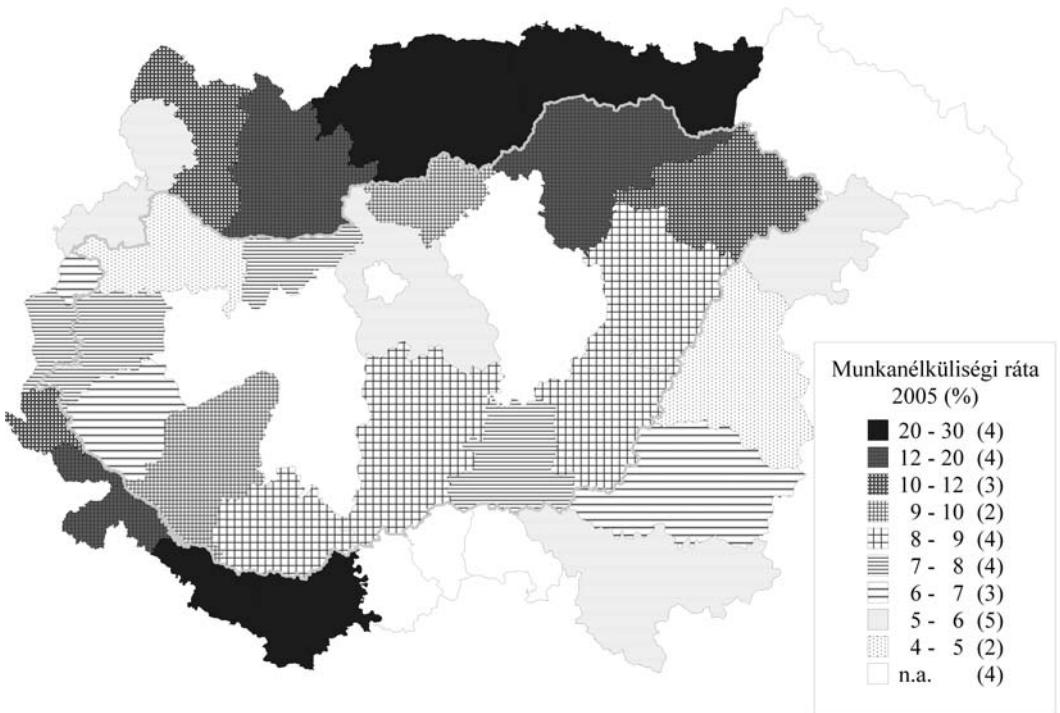 Munkanélküliségi ráta
2005 (%)
20 - 30 (4)
12 - 20 (4)
10 - 12 (3)
9 - 10 (2)
8 - 9 (4)
7 - 8 (4)
6 - 7 (3)
5 - 6 (5)
4 - 5 (2)
n.a. (4)